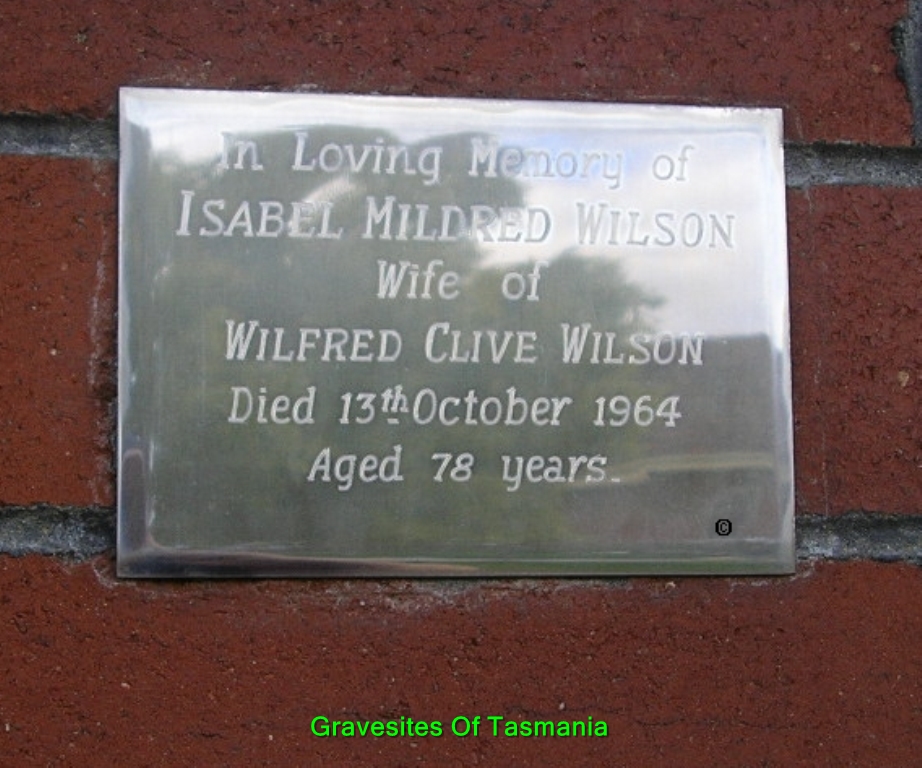 In Loving Memory of
ISABEL MILDRED WILSON
Wife of
WILFRED CLIVE WILSON
Died 13th October 1964
Aged 78 years.
©
Gravesites Of Tasmania